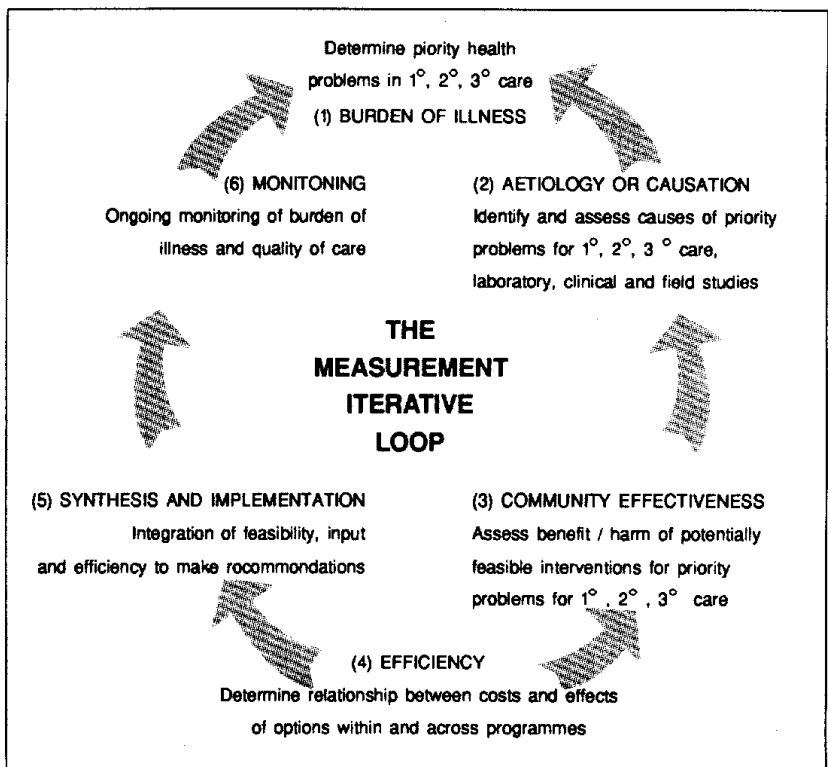 Determine piority health
problems in 1°, 2°, 3° care
(1) BURDEN OF ILLNESS
(6) MONITONING
Ongoing monitoring of burden of
illness and quality of care
(2) AETIOLOGY OR CAUSATION
Identify and assess causes of priority
problems for 1°, 2°, 3 ° care,
laboratory, clinical and field studies
THE
MEASUREMENT
ITERATIVE
LOOP
(5) SYNTHESIS AND IMPLEMENTATION
Integration of feasibility, input
and efficiency to make rocommondations
(3) COMMUNITY EFFECTIVENESS
Assess benefit / harm of potentially
feasible interventions for priority
problems for 1° , 2° , 3° care
(4) EFFICIENCY
Determine relationship between costs and effects
of options within and across programmes